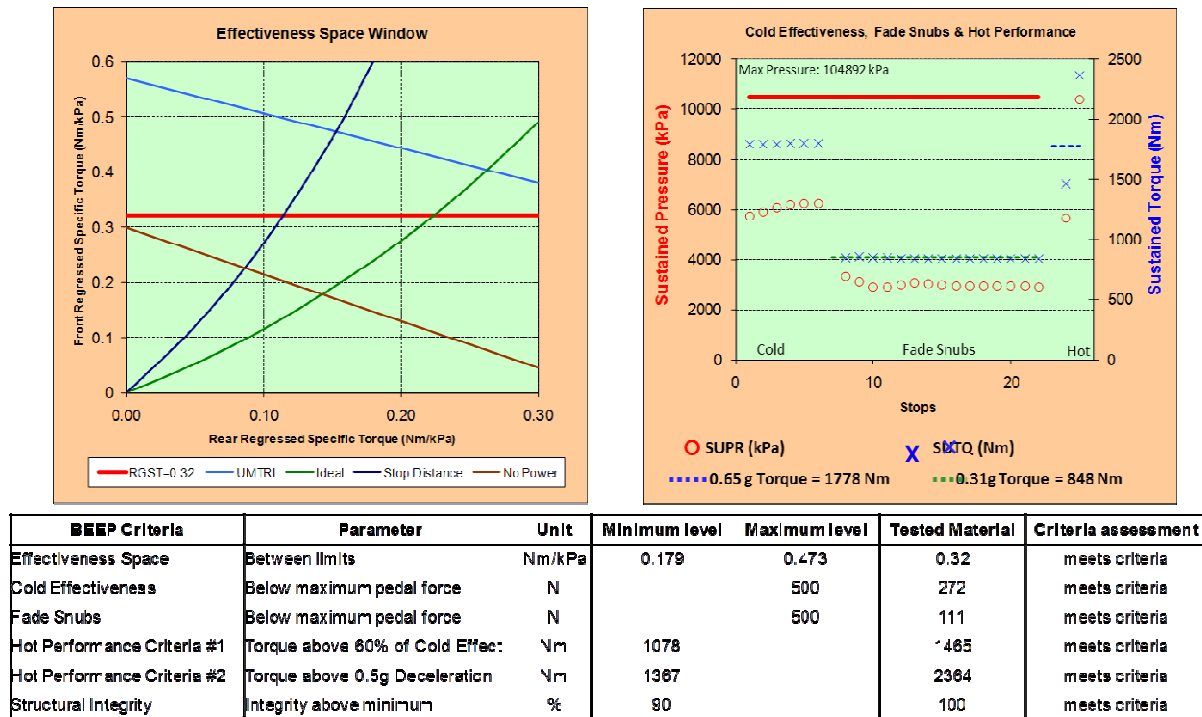 Effectiveness Space Window
Front Regressed Specific Torque (Nm/kPa)
0.6
0.5
0.4
0.3
0.2
0.1
0
0.00 0.10 0.20 0.30
Rear Regressed Specific Torque (Nm/kPa)
RGST=0.32 UMTRI Ideal Stop Distance No Power
Cold Effectiveness, Fade Snubs & Hot Performance
Sustained Pressure (kPa)
12000
10000
8000
6000
4000
2000
0
Max Pressure: 104892 kPa
Cold Fade Snubs Hot
2500
2000
1500
1000
500
0
Sustained Torque (Nm)
0 10 20
Stops
SUPR (kPa) X SUTQ (Nm)
0.65 g Torque = 1778 Nm 0.31g Torque = 848 Nm
BEEP Criteria Parameter Unit Minimum level Maximum level Tested Material Criteria assessment
Effectiveness Space Between limits Nm/kPa 0.179 0.473 0.32 meets criteria
Cold Effectiveness Below maximum pedal force N 500 272 meets criteria
Fade Snubs Below maximum pedal force N 500 111 meets criteria
Hot Performance Criteria #1 Torque above 60% of Cold Effect Nm 1078 1465 meets criteria
Hot Performance Criteria #2 Torque above 0.5g Deceleration Nm 1367 2364 meets criteria
Structural Integrity Integrity above minimum % 90 100 meets criteria